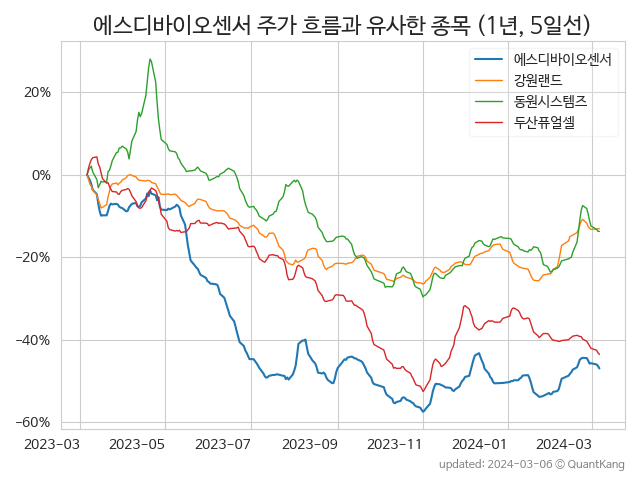 에스디바이오센서 주가 흐름과 유사한 종목 (1년, 5일선)
에스디바이오센서
강원랜드
동원시스템즈
두산퓨얼셀
20%
0%
−20%
−40%
−60%
2023−03 2023−05 2023−07 2023−09 2023−11 2024−01 2024−03
updated: 2024-03-06 © QuantKang